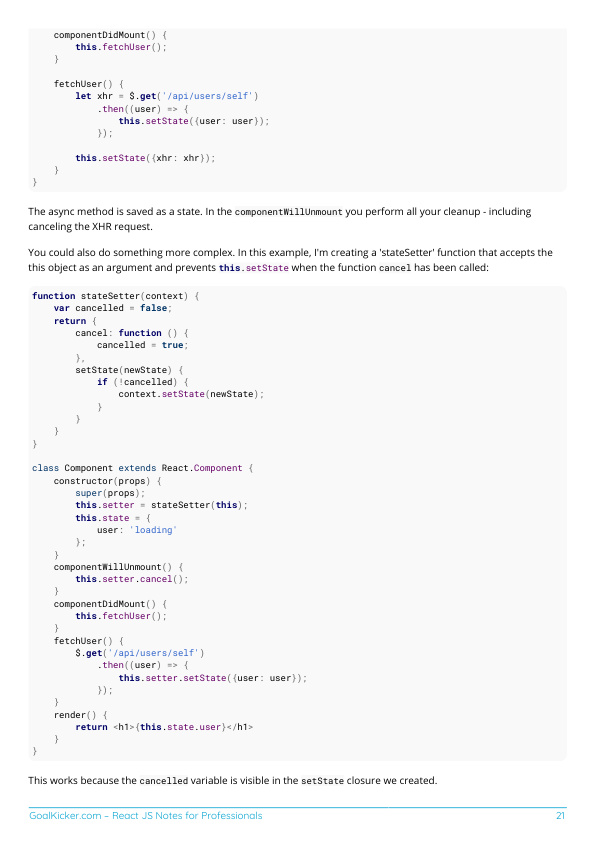 componentDidMount() {
        this.fetchUser();
    }

    fetchUser() {
        let xhr = $.get('/api/users/self')
            .then((user) => {
                this.setState({user: user});
            });

        this.setState({xhr: xhr});
    }
}
The async method is saved as a state. In the componentWillUnmount you perform all your cleanup - including
canceling the XHR request.
You could also do something more complex. In this example, I'm creating a 'stateSetter' function that accepts the
this object as an argument and prevents this.setState when the function cancel has been called:
function stateSetter(context) {
    var cancelled = false;
    return {
        cancel: function () {
            cancelled = true;
        },
        setState(newState) {
            if (!cancelled) {
                context.setState(newState);
            }
        }
    }
}

class Component extends React.Component {
    constructor(props) {
        super(props);
        this.setter = stateSetter(this);
        this.state = {
            user: 'loading'
        };
    }
    componentWillUnmount() {
        this.setter.cancel();
    }
    componentDidMount() {
        this.fetchUser();
    }
    fetchUser() {
        $.get('/api/users/self')
            .then((user) => {
                this.setter.setState({user: user});
            });
    }
    render() {
        return <h1>{this.state.user}</h1>
    }
}
This works because the cancelled variable is visible in the setState closure we created.
GoalKicker.com – React JS Notes for Professionals 21